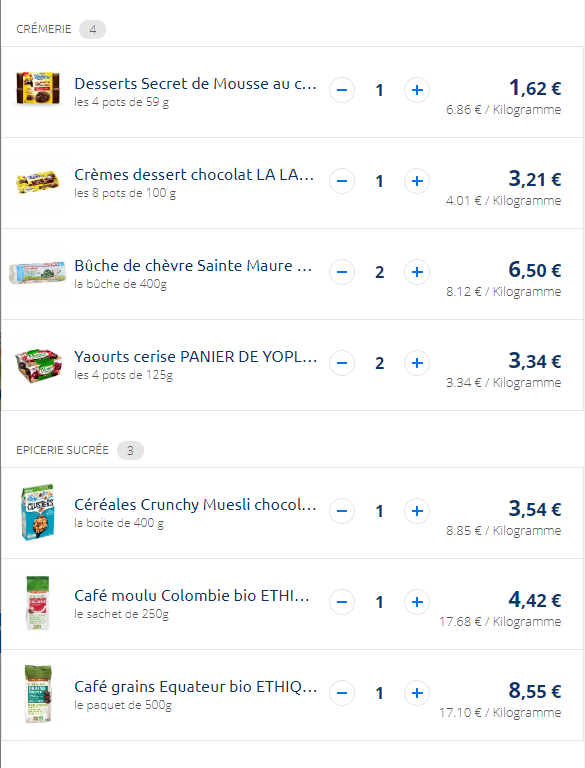 CRÉMERIE 4
Desserts Secret de Mousse au c...
les 4 pots de 59 g
1
1,62 €
6.86 € / Kilogramme
Crèmes dessert chocolat LA LA...
les 8 pots de 100 g
1
3,21 €
4.01 € / Kilogramme
Bûche de chèvre Sainte Maure ...
la bûche de 400g
2
6,50 €
8.12 € / Kilogramme
Yaourts cerise PANIER DE YOPL...
les 4 pots de 125g
2
3,34 €
3.34 € / Kilogramme
EPICERIE SUCRÉE 3
Céréales Crunchy Muesli chocol...
la boite de 400 g
1
3,54 €
8.85 € / Kilogramme
CLUSTERS
Café moulu Colombie bio ETHI...
le sachet de 250g
1
4,42 €
17.68 € / Kilogramme
Café grains Equateur bio ETHIQ...
le paquet de 500g
1
8,55 €
17.10 € / Kilogramme